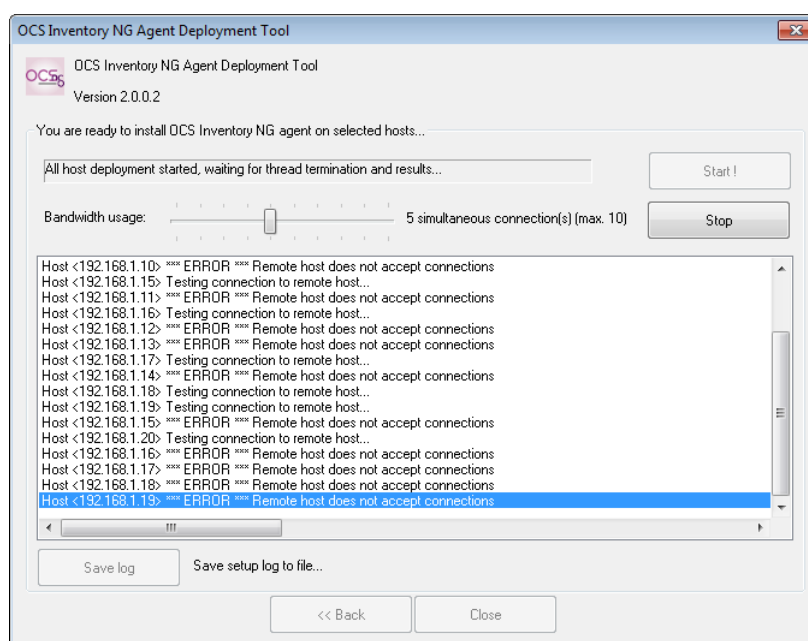 OCS Inventory NG Agent Deployment Tool
OCS Inventory NG Agent Deployment Tool
Version 2.0.0.2
You are ready to install OCS Inventory NG agent on selected hosts...
All host deployment started, waiting for thread termination and results...
Start !
Bandwidth usage:
5 simultaneous connection(s) (max. 10)
Stop
Host <192.168.1.10> *** ERROR *** Remote host does not accept connections
Host <192.168.1.15> Testing connection to remote host...
Host <192.168.1.11> *** ERROR *** Remote host does not accept connections
Host <192.168.1.16> Testing connection to remote host...
Host <192.168.1.12> *** ERROR *** Remote host does not accept connections
Host <192.168.1.13> *** ERROR *** Remote host does not accept connections
Host <192.168.1.17> Testing connection to remote host...
Host <192.168.1.14> *** ERROR *** Remote host does not accept connections
Host <192.168.1.18> Testing connection to remote host...
Host <192.168.1.19> Testing connection to remote host...
Host <192.168.1.15> *** ERROR *** Remote host does not accept connections
Host <192.168.1.20> Testing connection to remote host...
Host <192.168.1.16> *** ERROR *** Remote host does not accept connections
Host <192.168.1.17> *** ERROR *** Remote host does not accept connections
Host <192.168.1.18> *** ERROR *** Remote host does not accept connections
Host <192.168.1.19> *** ERROR *** Remote host does not accept connections
Save log
Save setup log to file...
<< Back
Close